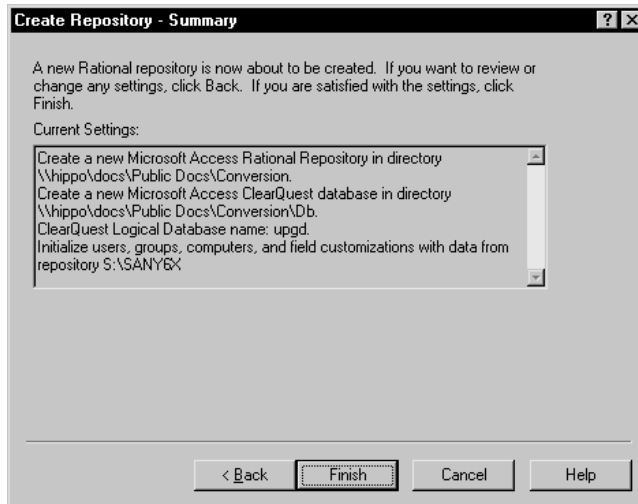 Create Repository - Summary
? X
A new Rational repository is now about to be created. If you want to review or
change any settings, click Back. If you are satisfied with the settings, click
Finish.
Current Settings:
Create a new Microsoft Access Rational Repository in directory
\\hippo\docs\Public Docs\Conversion.
Create a new Microsoft Access ClearQuest database in directory
\\hippo\docs\Public Docs\Conversion\Db.
ClearQuest Logical Database name: upgd.
Initialize users, groups, computers, and field customizations with data from
repository S:\SANY6X
< Back Finish Cancel Help